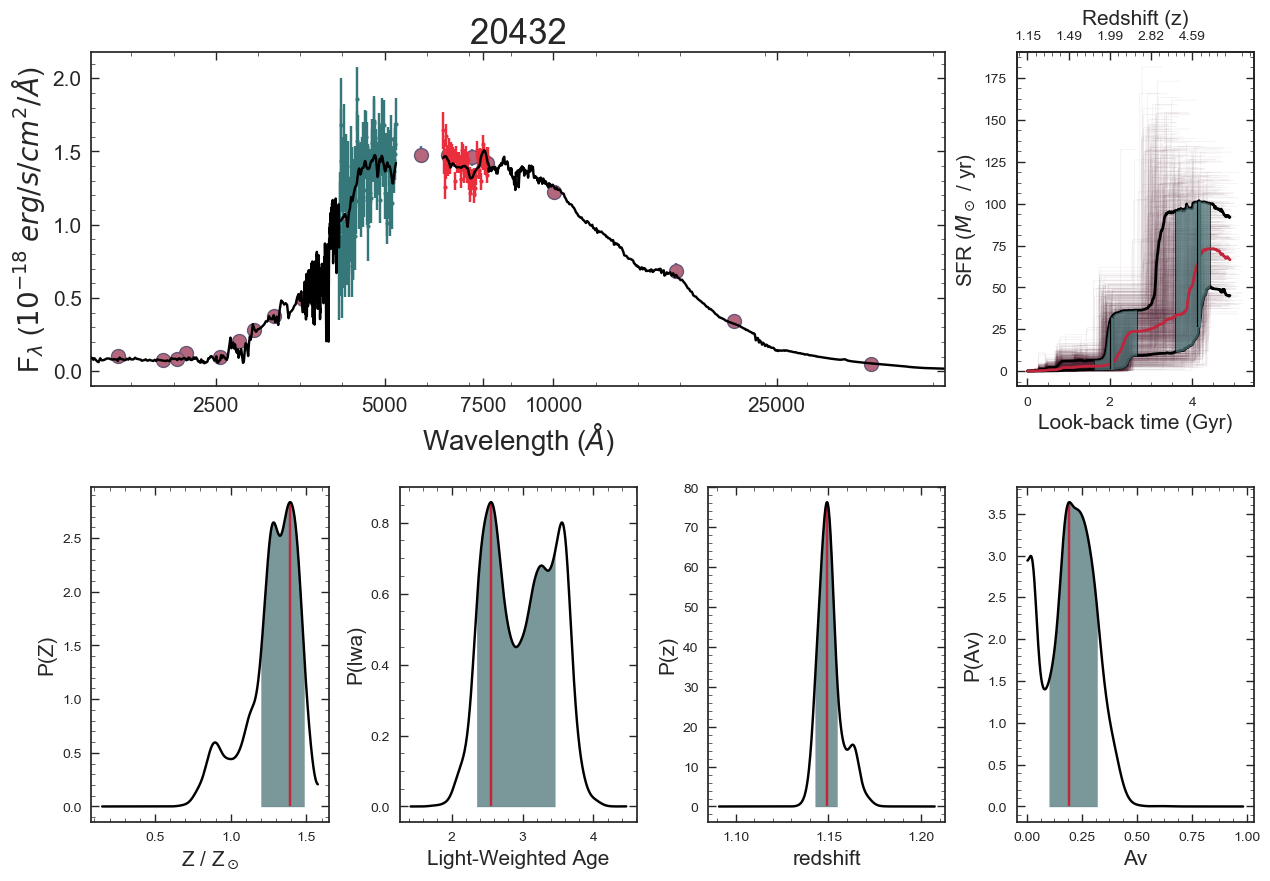 20432
F_λ (10^{-18} erg/s/cm^2/Å)
2.0
1.5
1.0
0.5
0.0
2500 5000 7500 10000 25000
Wavelength (Å)
Redshift (z)
1.15 1.49 1.99 2.82 4.59
SFR (M_⊙ / yr)
175
150
125
100
75
50
25
0
0 2 4
Look-back time (Gyr)
P(Z)
2.5
2.0
1.5
1.0
0.5
0.0
0.5 1.0 1.5
Z / Z_⊙
P(lwa)
0.8
0.6
0.4
0.2
0.0
2 3 4
Light-Weighted Age
P(z)
80
70
60
50
40
30
20
10
0
1.10 1.15 1.20
redshift
P(Av)
3.5
3.0
2.5
2.0
1.5
1.0
0.5
0.0
0.00 0.25 0.50 0.75 1.00
Av